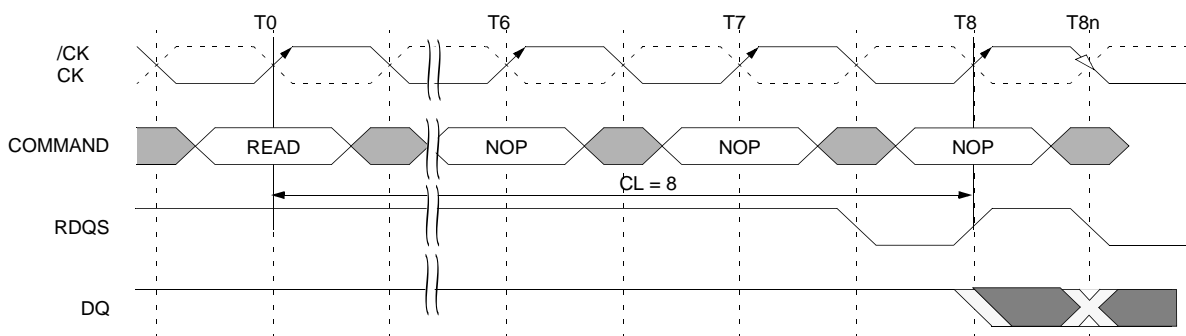 T0 T6 T7 T8 T8n
/CK
CK
COMMAND READ NOP NOP NOP
CL = 8
RDQS
DQ